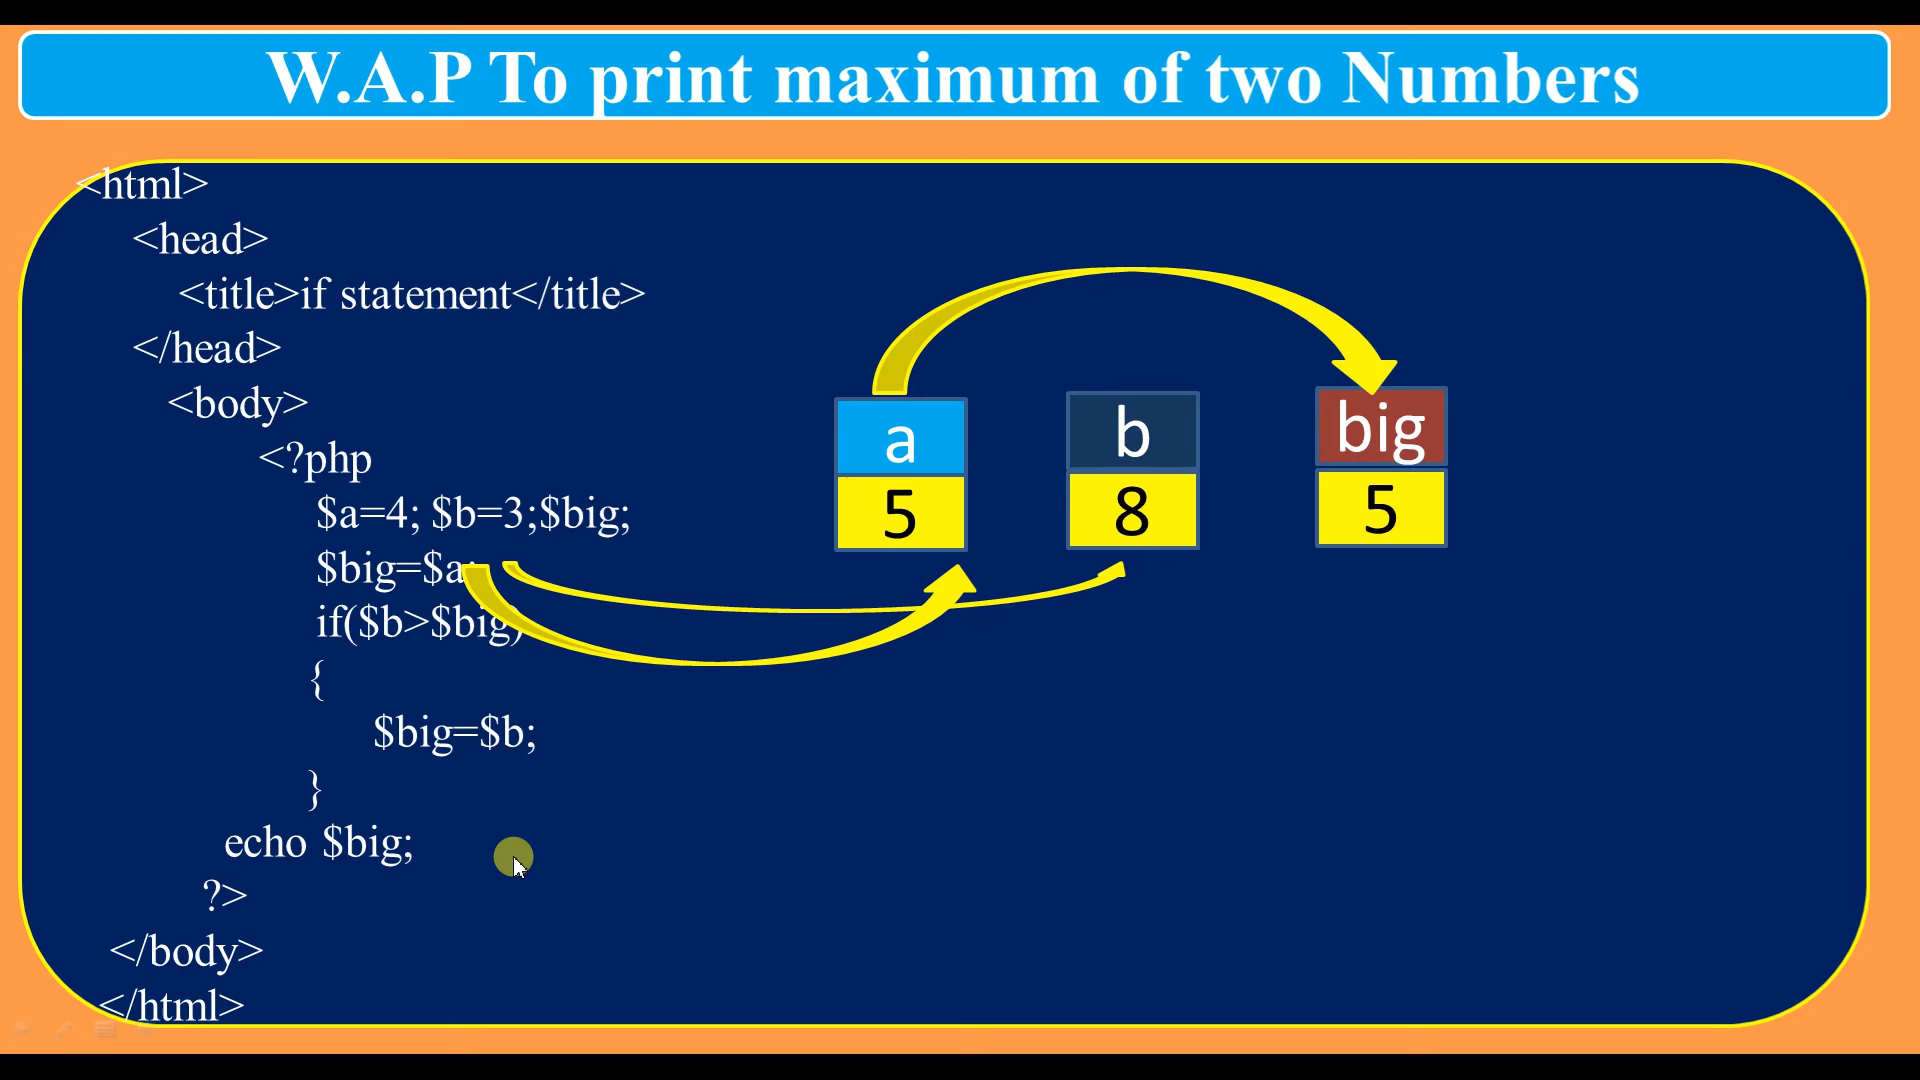 W.A.P To print maximum of two Numbers
<html>
<head>
<title>if statement</title>
</head>
<body>
<?php
$a=4; $b=3;$big;
$big=$a;
if($b>$big)
{
$big=$b;
}
echo $big;
?>
</body>
</html>
a b big
5 8 5